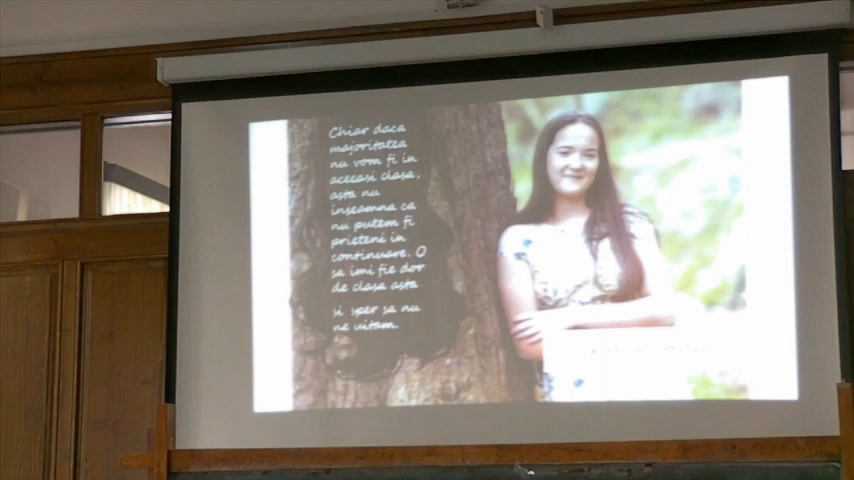 Chiar daca
majoritatea
nu vom fi in
aceeasi clasa,
asta nu
inseamna ca
nu putem fi
prieteni in
continuare. O
sa imi fie dor
de clasa asta
si sper sa nu
ne uitam.